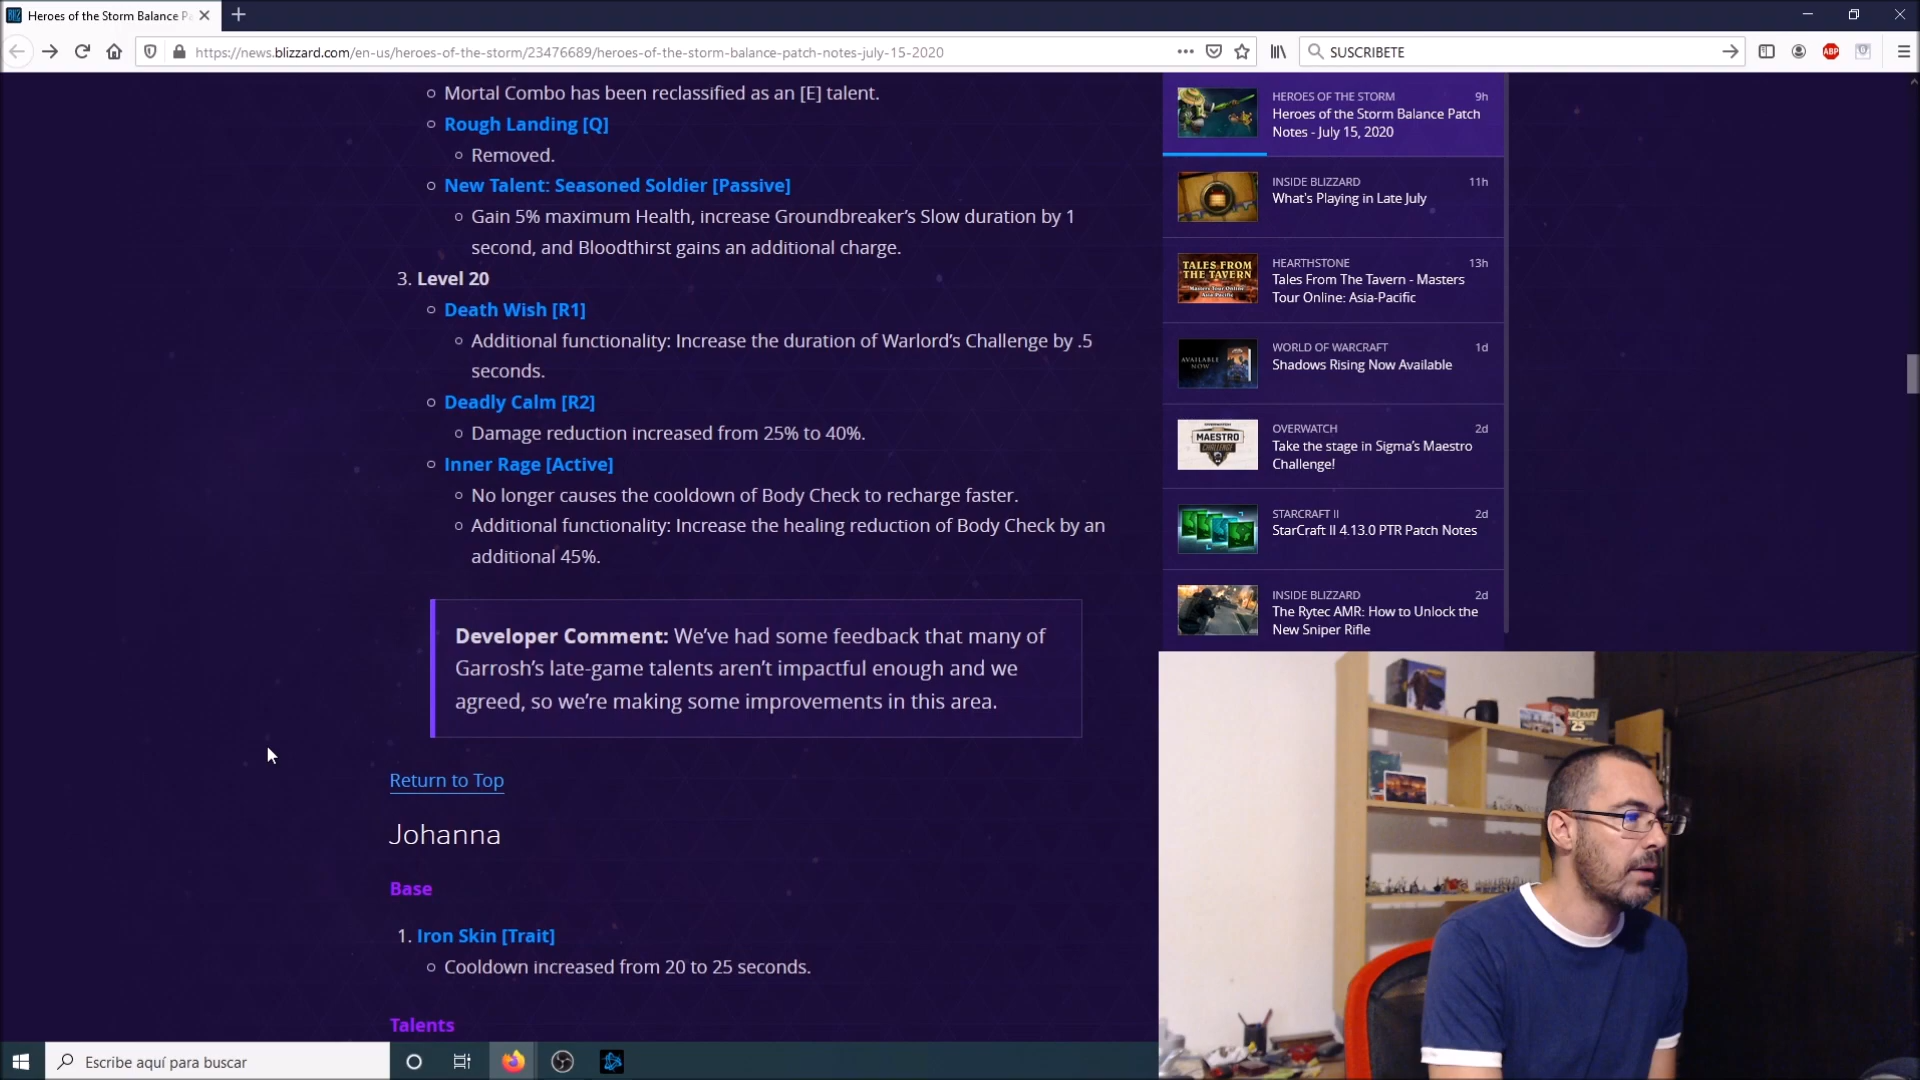 Heroes of the Storm Balance Pa
https://news.blizzard.com/en-us/heroes-of-the-storm/23476689/heroes-of-the-storm-balance-patch-notes-july-15-2020
SUSCRIBETE
ABP
Mortal Combo has been reclassified as an [E] talent.
Rough Landing [Q]
Removed.
New Talent: Seasoned Soldier [Passive]
Gain 5% maximum Health, increase Groundbreaker’s Slow duration by 1
second, and Bloodthirst gains an additional charge.
3. Level 20
Death Wish [R1]
Additional functionality: Increase the duration of Warlord’s Challenge by .5
seconds.
Deadly Calm [R2]
Damage reduction increased from 25% to 40%.
Inner Rage [Active]
No longer causes the cooldown of Body Check to recharge faster.
Additional functionality: Increase the healing reduction of Body Check by an
additional 45%.
Developer Comment: We’ve had some feedback that many of
Garrosh’s late-game talents aren’t impactful enough and we
agreed, so we’re making some improvements in this area.
Return to Top
Johanna
Base
1. Iron Skin [Trait]
Cooldown increased from 20 to 25 seconds.
Talents
HEROES OF THE STORM 9h
Heroes of the Storm Balance Patch
Notes - July 15, 2020
INSIDE BLIZZARD 11h
What's Playing in Late July
TALES FROM
THE TAVERN
HEARTHSTONE 13h
Tales From The Tavern - Masters
Tour Online: Asia-Pacific
AVAILABLE
NOW
WORLD OF WARCRAFT 1d
Shadows Rising Now Available
MAESTRO
CHALLENGE
OVERWATCH 2d
Take the stage in Sigma’s Maestro
Challenge!
STARCRAFT II 2d
StarCraft II 4.13.0 PTR Patch Notes
INSIDE BLIZZARD 2d
The Rytec AMR: How to Unlock the
New Sniper Rifle
Escribe aquí para buscar